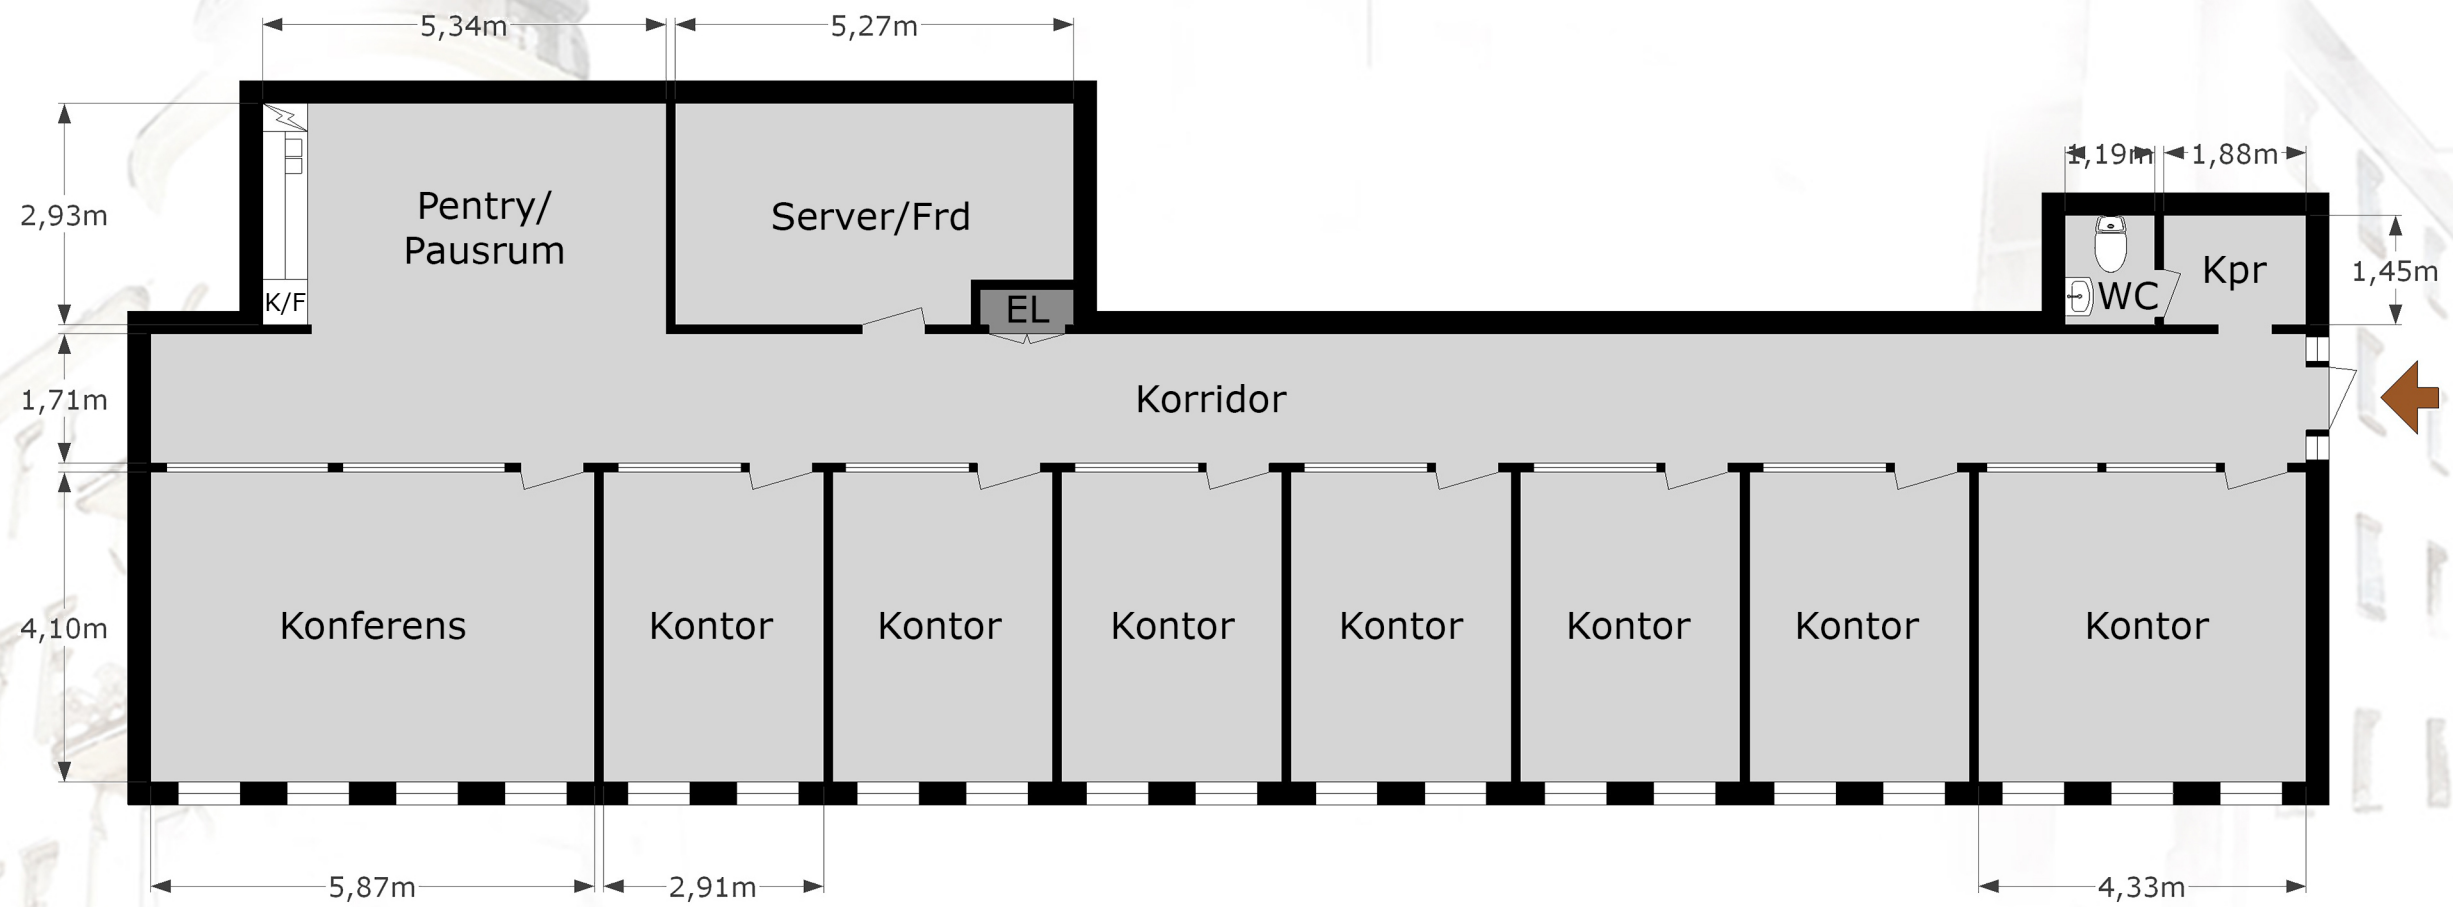 5,34m
5,27m
1,19m
1,88m
2,93m
Pentry/
Pausrum
Server/Frd
K/F
EL
WC
Kpr
1,45m
1,71m
Korridor
4,10m
Konferens
Kontor
Kontor
Kontor
Kontor
Kontor
Kontor
Kontor
5,87m
2,91m
4,33m